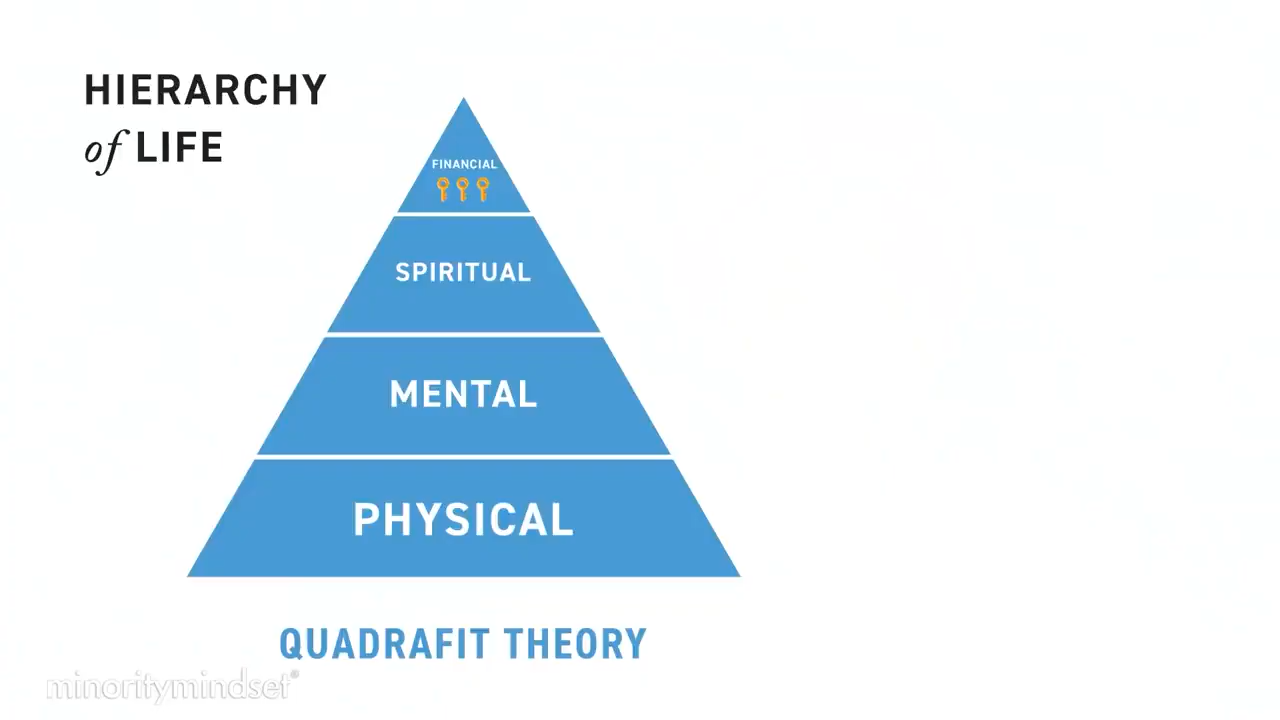 HIERARCHY
of LIFE
FINANCIAL
SPIRITUAL
MENTAL
PHYSICAL
QUADRAFIT THEORY
minoritymindset®